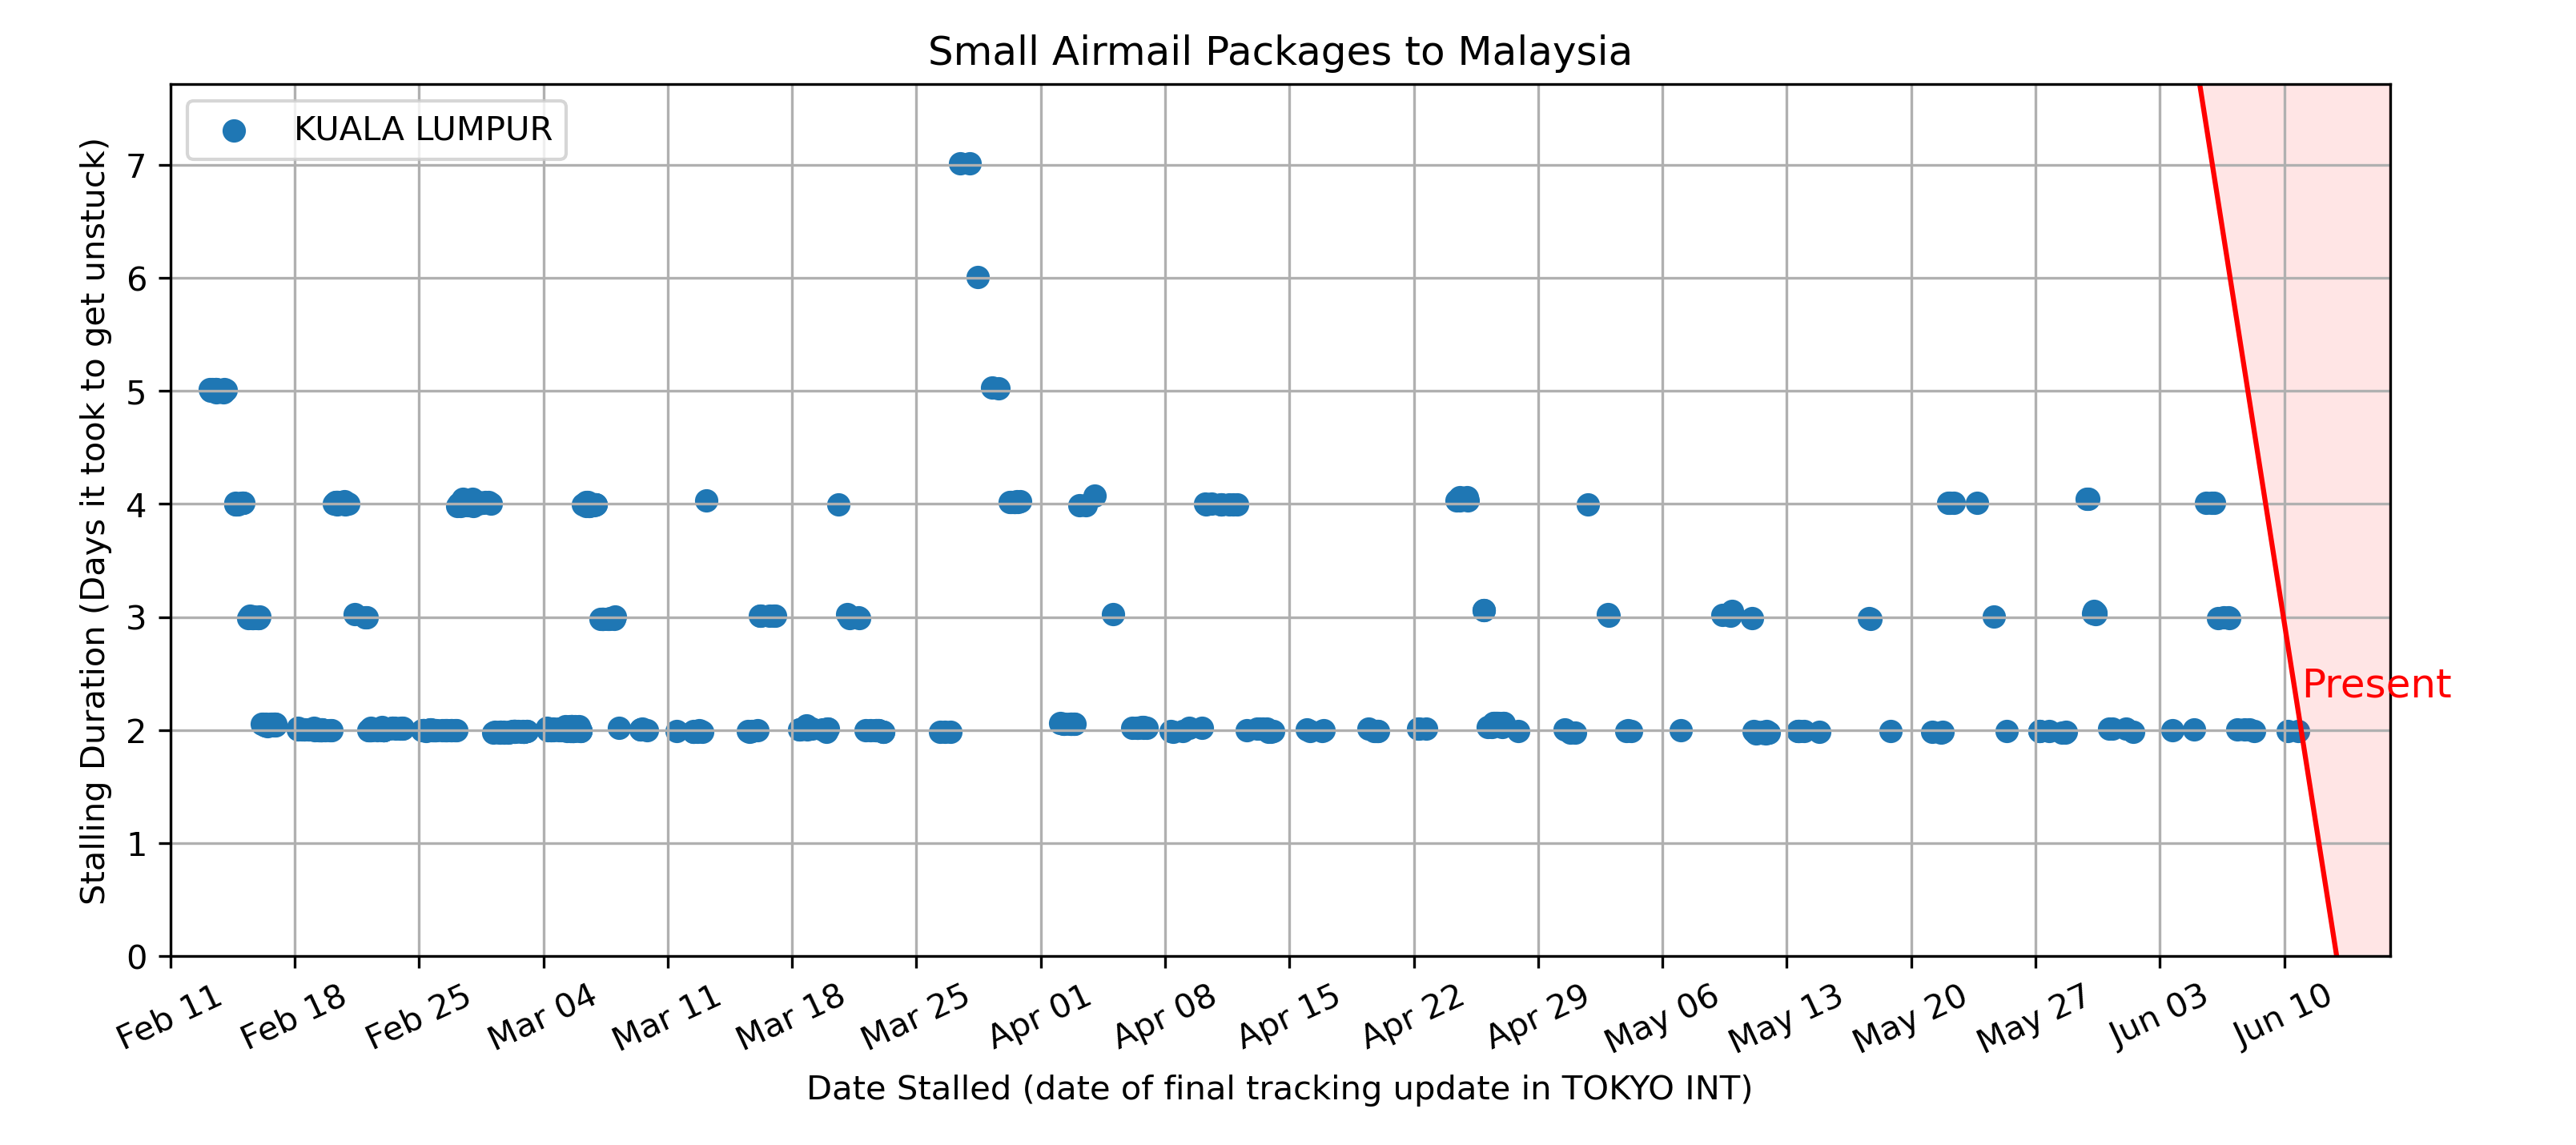 Small Airmail Packages to Malaysia
KUALA LUMPUR
Stalling Duration (Days it took to get unstuck)
7
6
5
4
3
2
1
0
Present
Feb 11
Feb 18
Feb 25
Mar 04
Mar 11
Mar 18
Mar 25
Apr 01
Apr 08
Apr 15
Apr 22
Apr 29
May 06
May 13
May 20
May 27
Jun 03
Jun 10
Date Stalled (date of final tracking update in TOKYO INT)